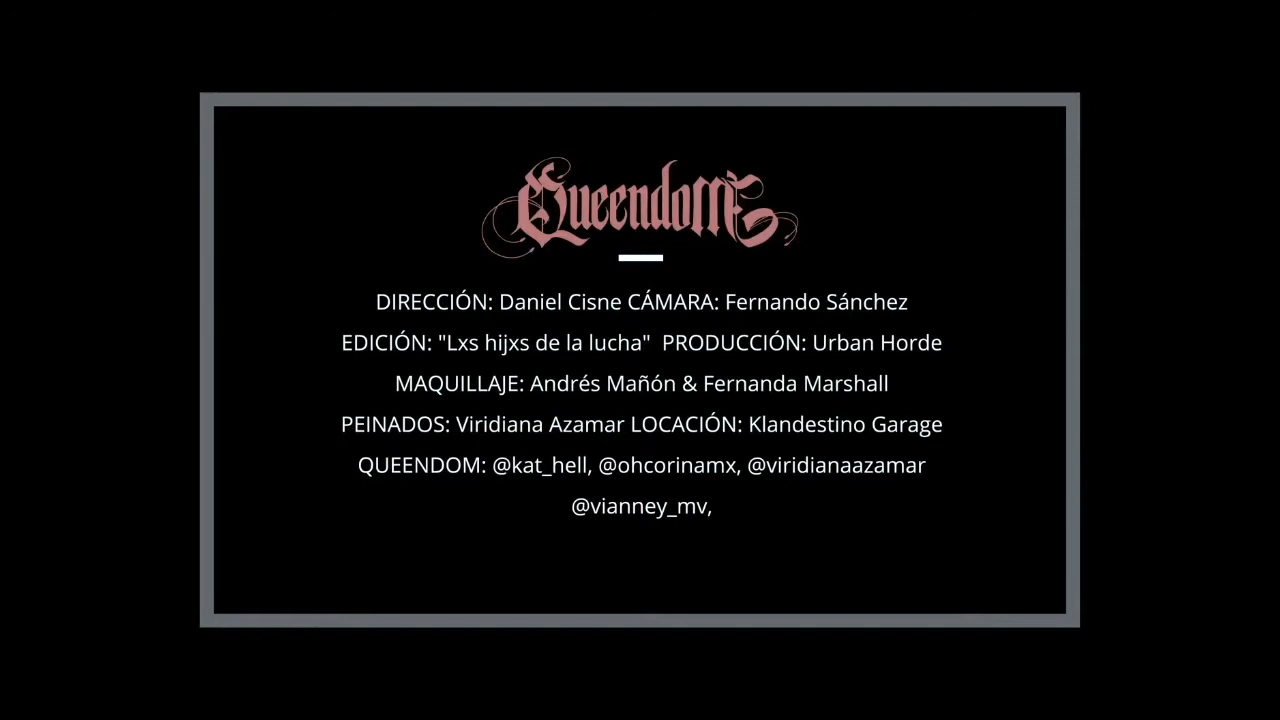 Queendom
DIRECCIÓN: Daniel Cisne CÁMARA: Fernando Sánchez
EDICIÓN: "Lxs hijxs de la lucha"  PRODUCCIÓN: Urban Horde
MAQUILLAJE: Andrés Mañón & Fernanda Marshall
PEINADOS: Viridiana Azamar LOCACIÓN: Klandestino Garage
QUEENDOM: @kat_hell, @ohcorinamx, @viridianaazamar
@vianney_mv,